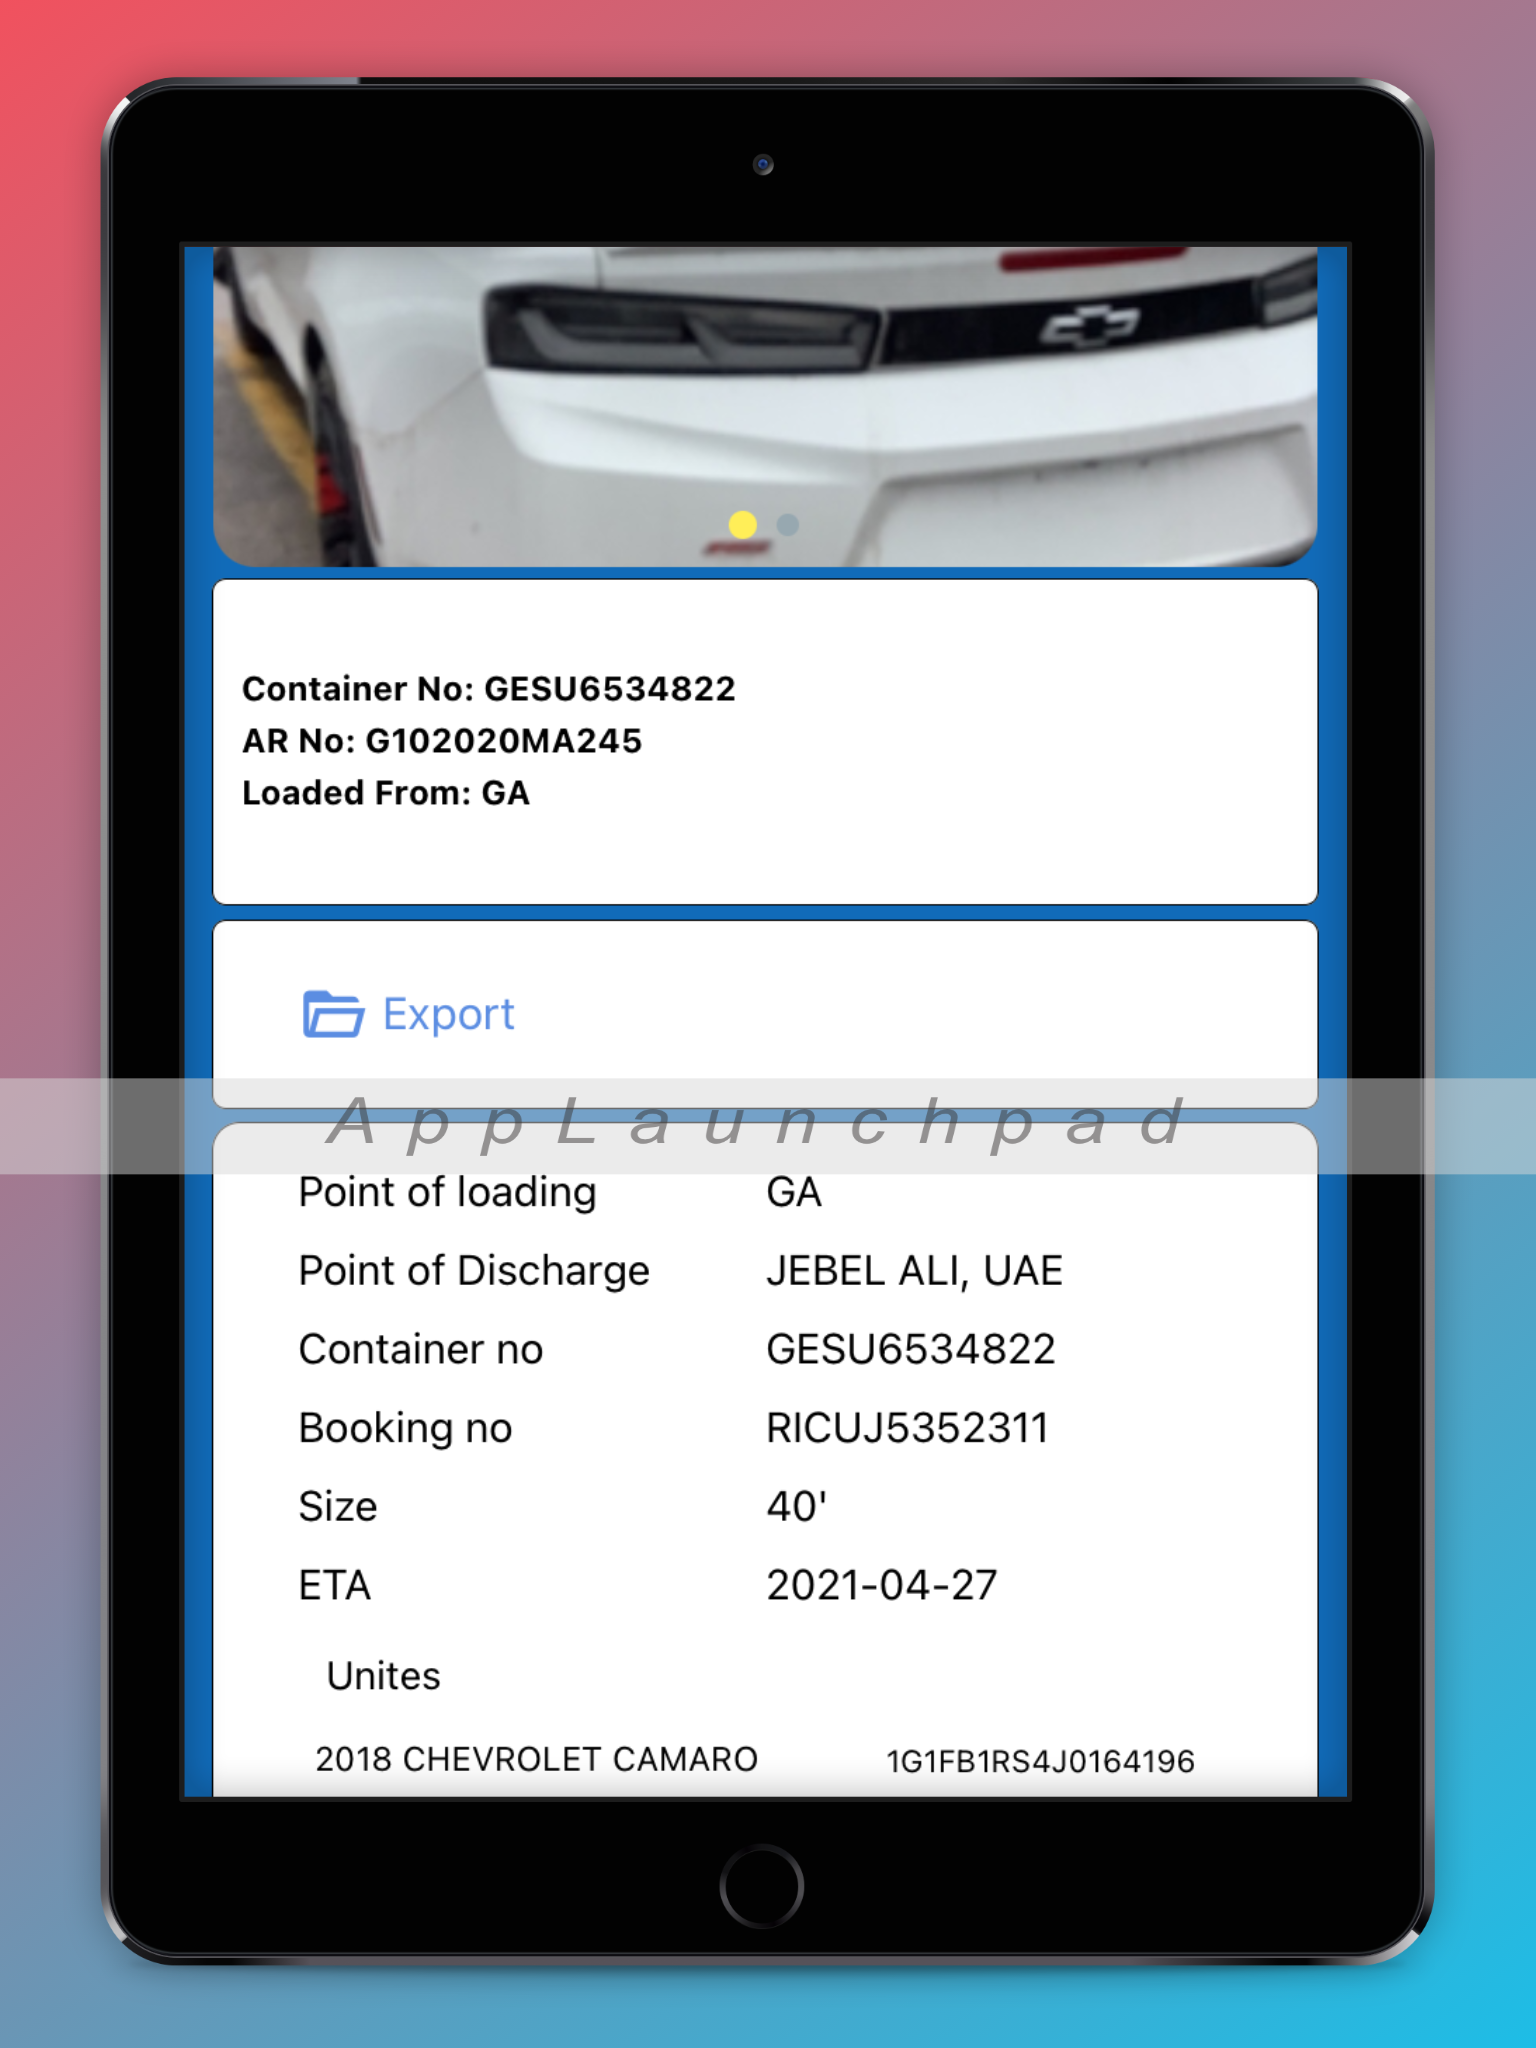 Container No: GESU6534822
AR No: G102020MA245
Loaded From: GA
Export
AppLaunchpad
Point of loading GA
Point of Discharge JEBEL ALI, UAE
Container no GESU6534822
Booking no RICUJ5352311
Size 40'
ETA 2021-04-27
Unites
2018 CHEVROLET CAMARO 1G1FB1RS4J0164196